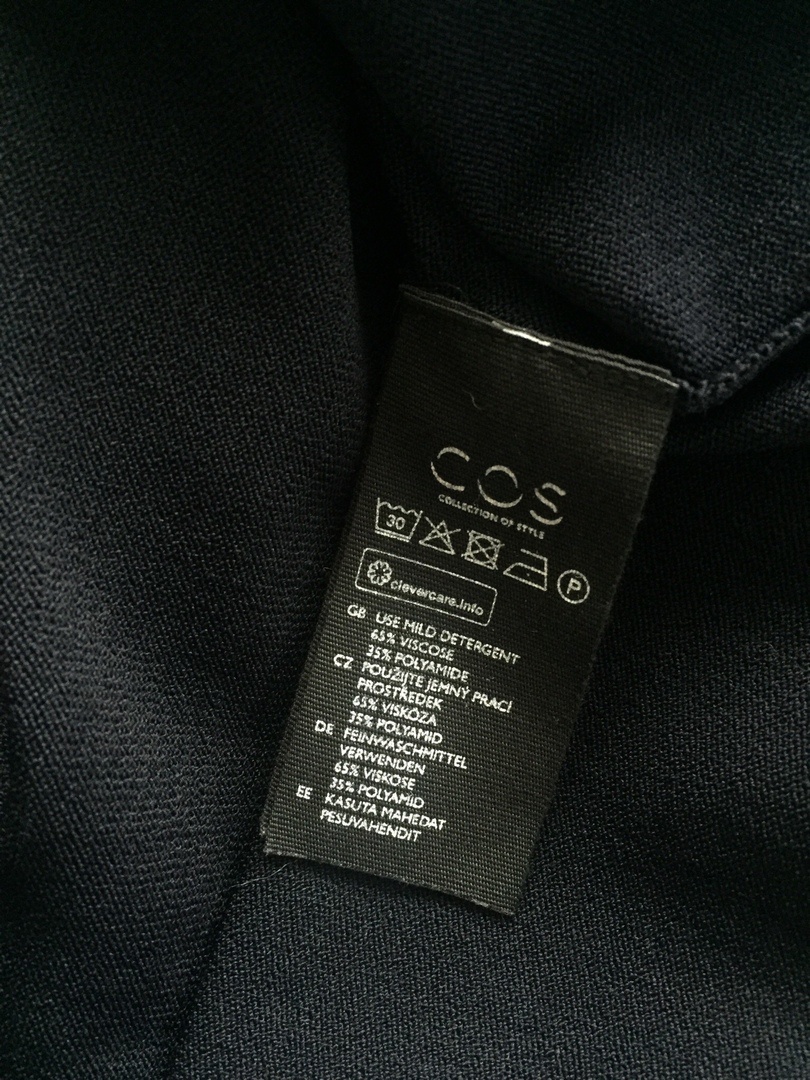 COS
COLLECTION OF STYLE
30
P
clevercare.info
GB USE MILD DETERGENT
65% VISCOSE
35% POLYAMIDE
CZ POUŽIJTE JEMNÝ PRACÍ
PROSTŘEDEK
65% VISKÓZA
35% POLYAMID
DE FEINWASCHMITTEL
VERWENDEN
65% VISKOSE
35% POLYAMID
EE KASUTA MAHEDAT
PESUVAHENDIT